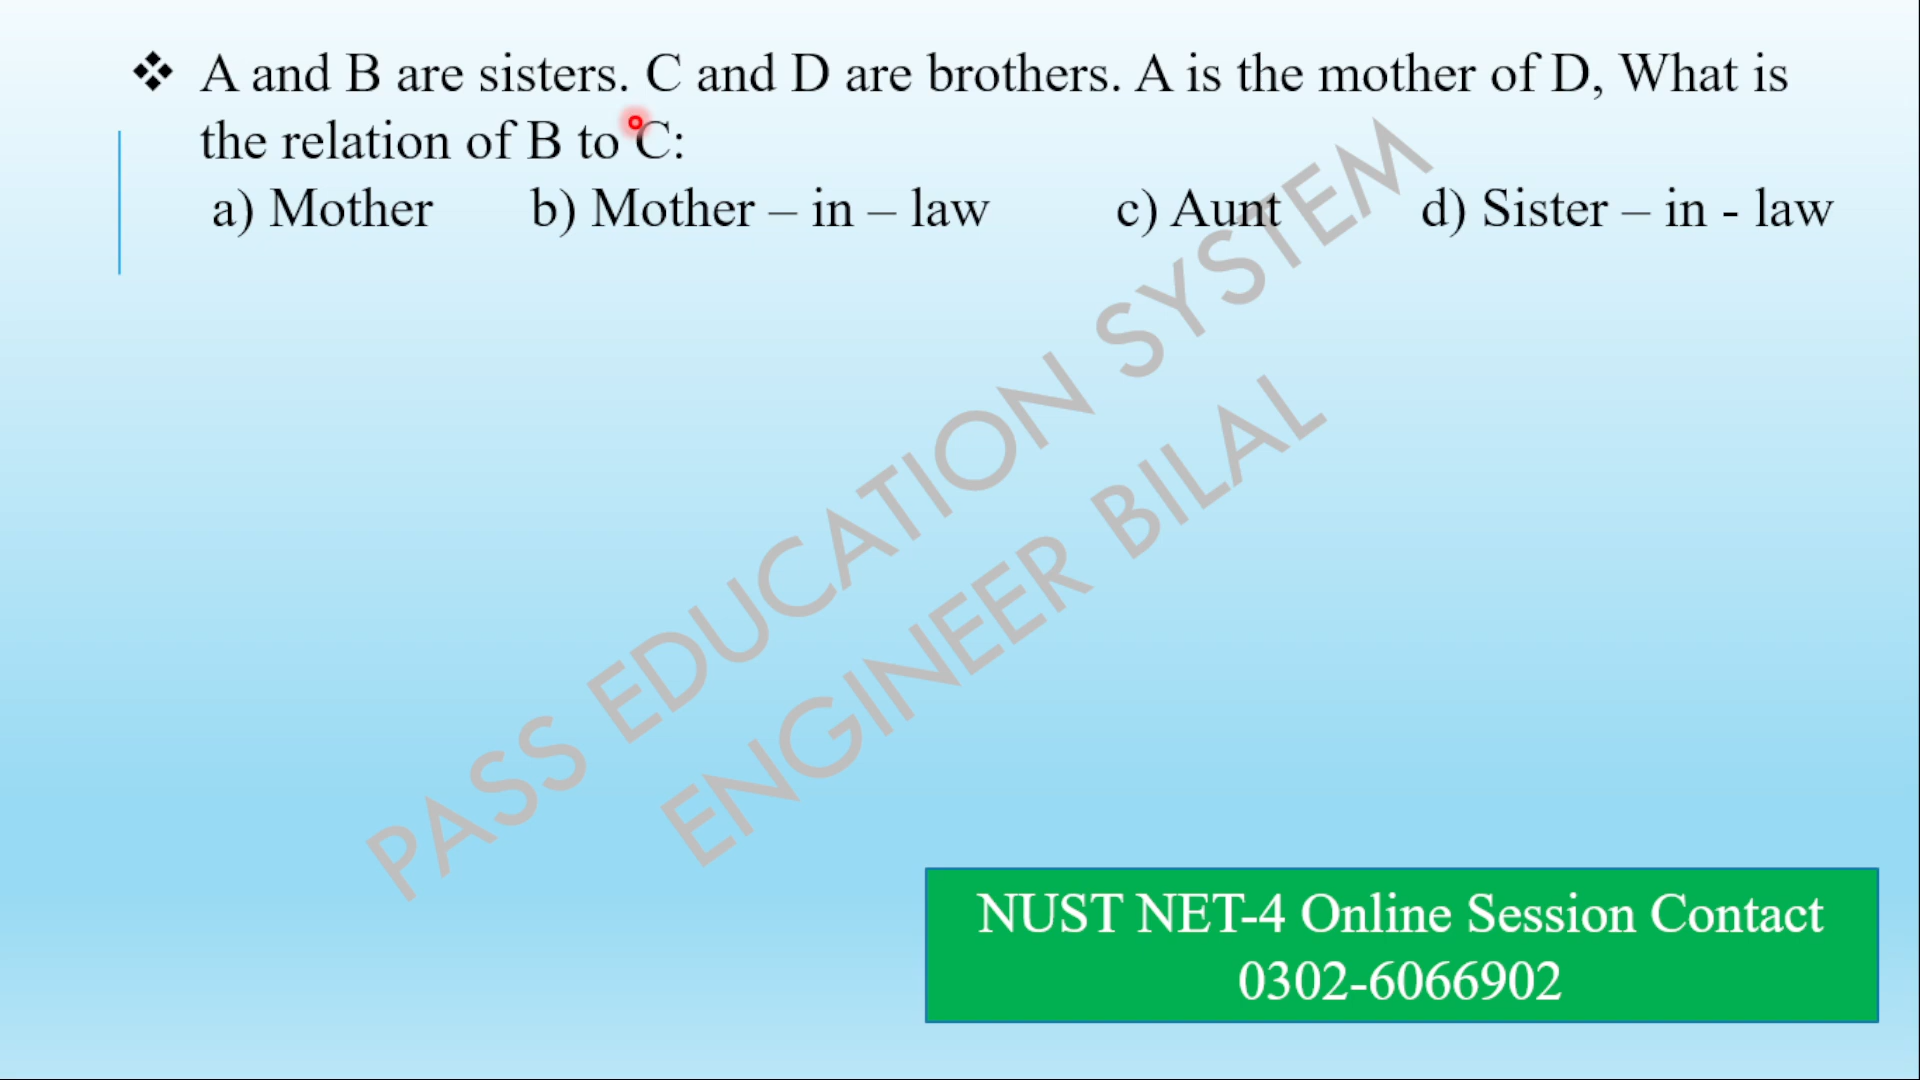 ❖ A and B are sisters. C and D are brothers. A is the mother of D, What is
the relation of B to C:
a) Mother b) Mother – in – law c) Aunt d) Sister – in - law
PASS EDUCATION SYSTEM
ENGINEER BILAL
NUST NET-4 Online Session Contact
0302-6066902